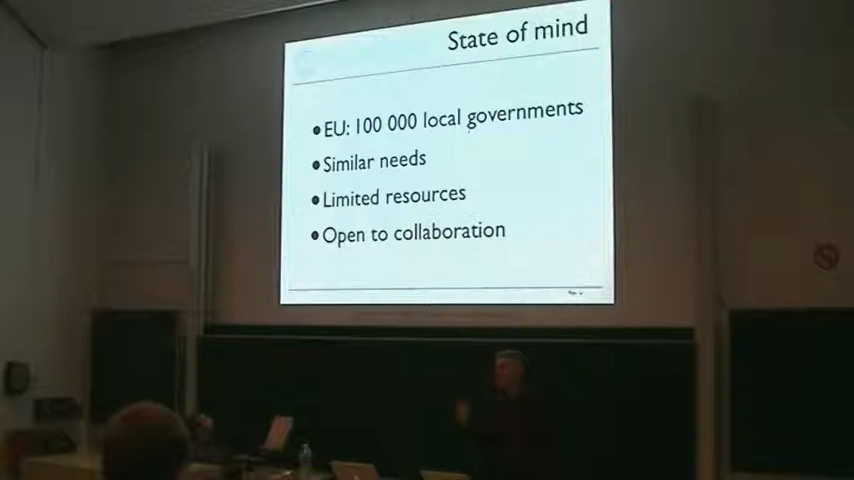 State of mind
• EU: 100 000 local governments
• Similar needs
• Limited resources
• Open to collaboration